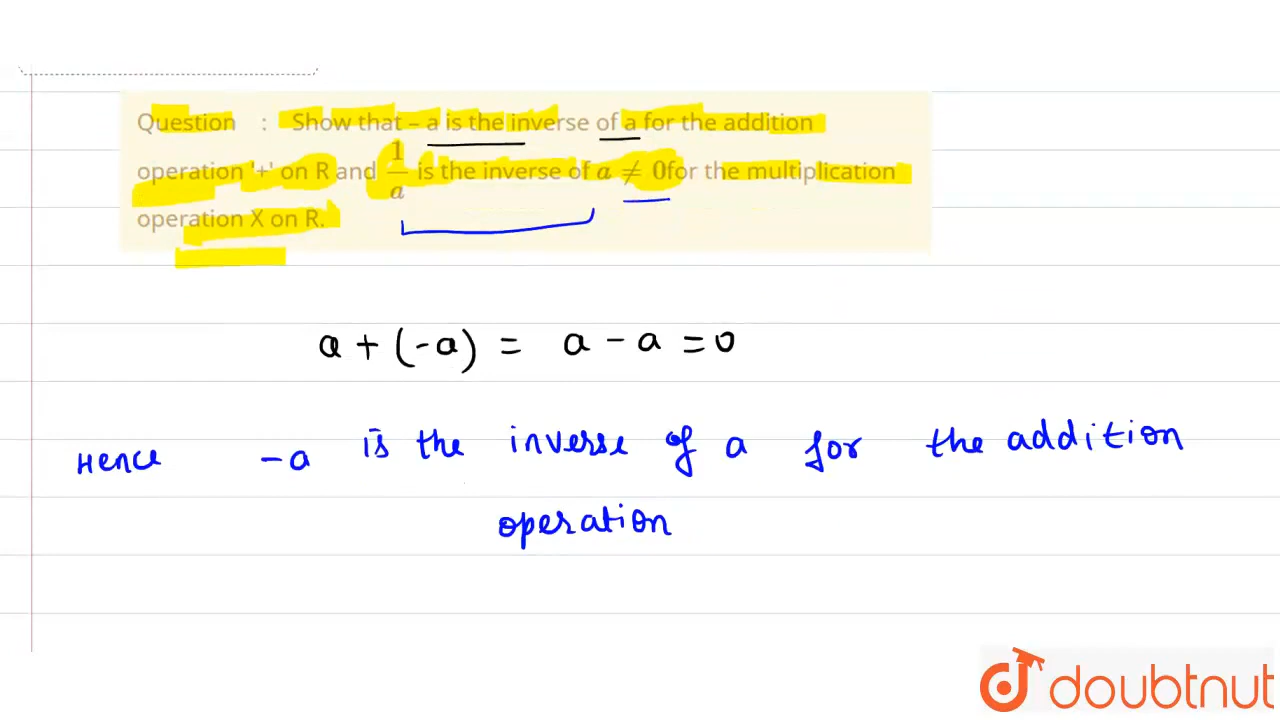 Question : Show that – a is the inverse of a for the addition
operation '+' on R and 1/a is the inverse of a ≠ 0for the multiplication
operation X on R.
a + (-a) = a - a = 0
Hence -a is the inverse of a for the addition
operation
doubtnut